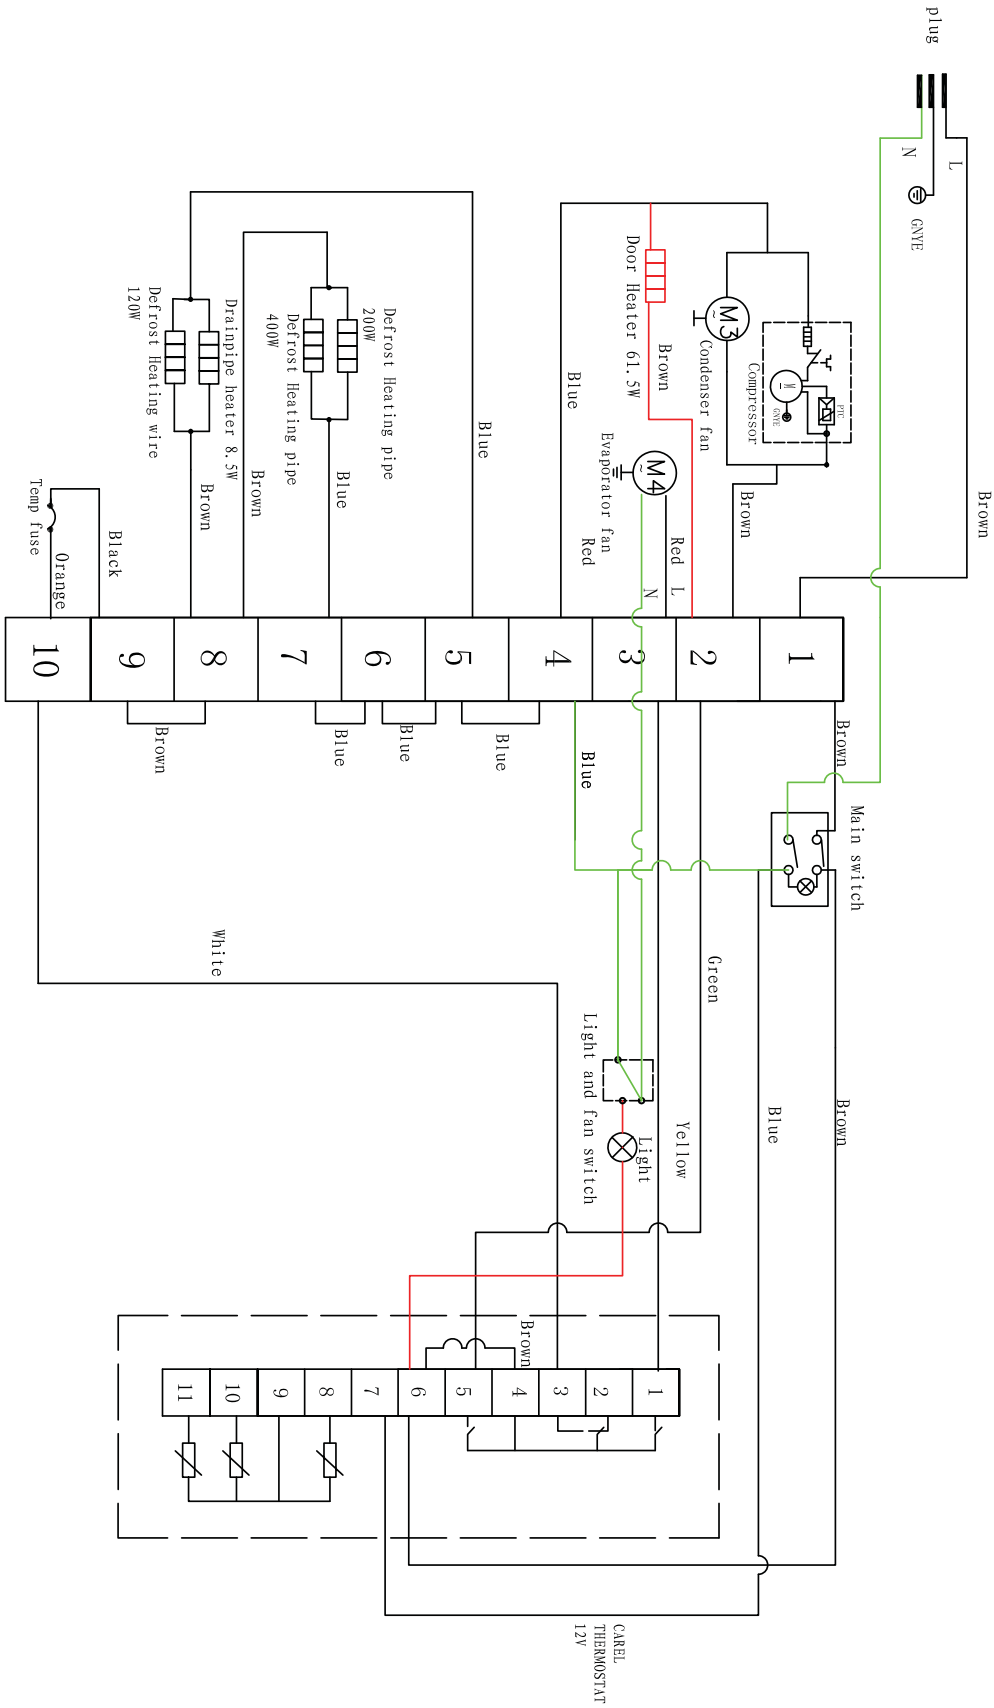 plug
N
L
GNYE
Brown
Defrost Heating wire
120W
Drainpipe heater 8.5W
Defrost Heating pipe
400W
Defrost Heating pipe
200W
Door Heater 61.5W
Brown
M3
~
Condenser fan
Compressor
M
GNYE
PTC
Blue
Evaporator fan
M4
~
Blue
Brown
Blue
Brown
Brown
Temp fuse
Orange
Black
Red
Red
L
N
10
9
8
7
6
5
4
3
2
1
Brown
Blue
Blue
Blue
Blue
Brown
Main switch
White
Green
Light and fan switch
Light
Yellow
Blue
Brown
Brown
11
10
9
8
7
6
5
4
3
2
1
CAREL
THERMOSTAT
12V